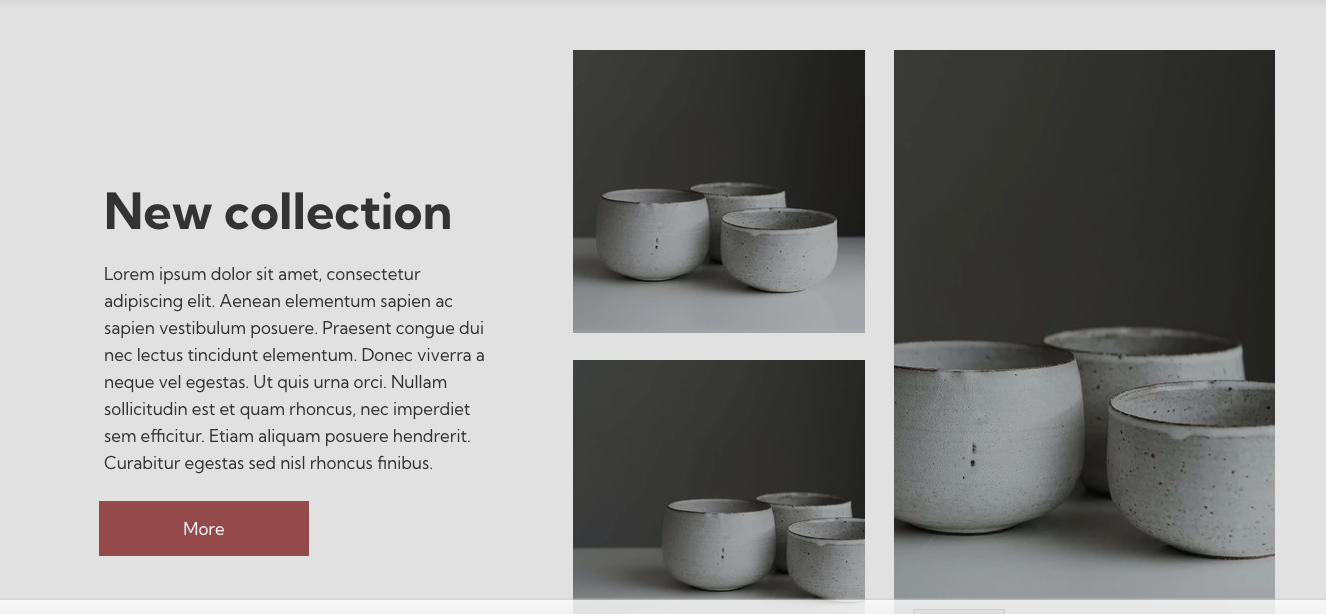 New collection
Lorem ipsum dolor sit amet, consectetur
adipiscing elit. Aenean elementum sapien ac
sapien vestibulum posuere. Praesent congue dui
nec lectus tincidunt elementum. Donec viverra a
neque vel egestas. Ut quis urna orci. Nullam
sollicitudin est et quam rhoncus, nec imperdiet
sem efficitur. Etiam aliquam posuere hendrerit.
Curabitur egestas sed nisl rhoncus finibus.
More